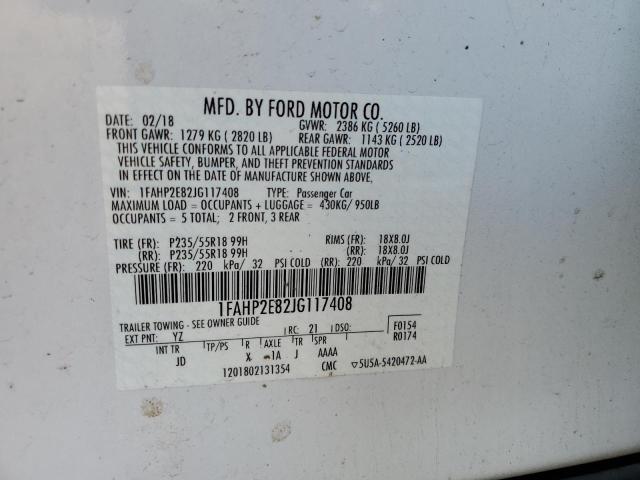 MFD. BY FORD MOTOR CO.
DATE: 02/18 GVWR: 2386 KG ( 5260 LB)
FRONT GAWR: 1279 KG ( 2820 LB) REAR GAWR: 1143 KG ( 2520 LB)
THIS VEHICLE CONFORMS TO ALL APPLICABLE FEDERAL MOTOR
VEHICLE SAFETY, BUMPER, AND THEFT PREVENTION STANDARDS
IN EFFECT ON THE DATE OF MANUFACTURE SHOWN ABOVE.
VIN: 1FAHP2E82JG117408 TYPE: Passenger Car
MAXIMUM LOAD = OCCUPANTS + LUGGAGE = 430KG/ 950LB
OCCUPANTS = 5 TOTAL; 2 FRONT, 3 REAR
TIRE (FR): P235/55R18 99H RIMS (FR): 18X8.0J
(RR): P235/55R18 99H (RR): 18X8.0J
PRESSURE (FR): 220 kPa/ 32 PSI COLD (RR): 220 kPa/ 32 PSI COLD
1FAHP2E82JG117408
TRAILER TOWING - SEE OWNER GUIDE
EXT PNT: YZ RC: 21 DSO: F0154
INT TR TP/PS R AXLE TR SPR R0174
JD X 1A J AAAA
1201802131354 CMC ▽5U5A-5420472-AA